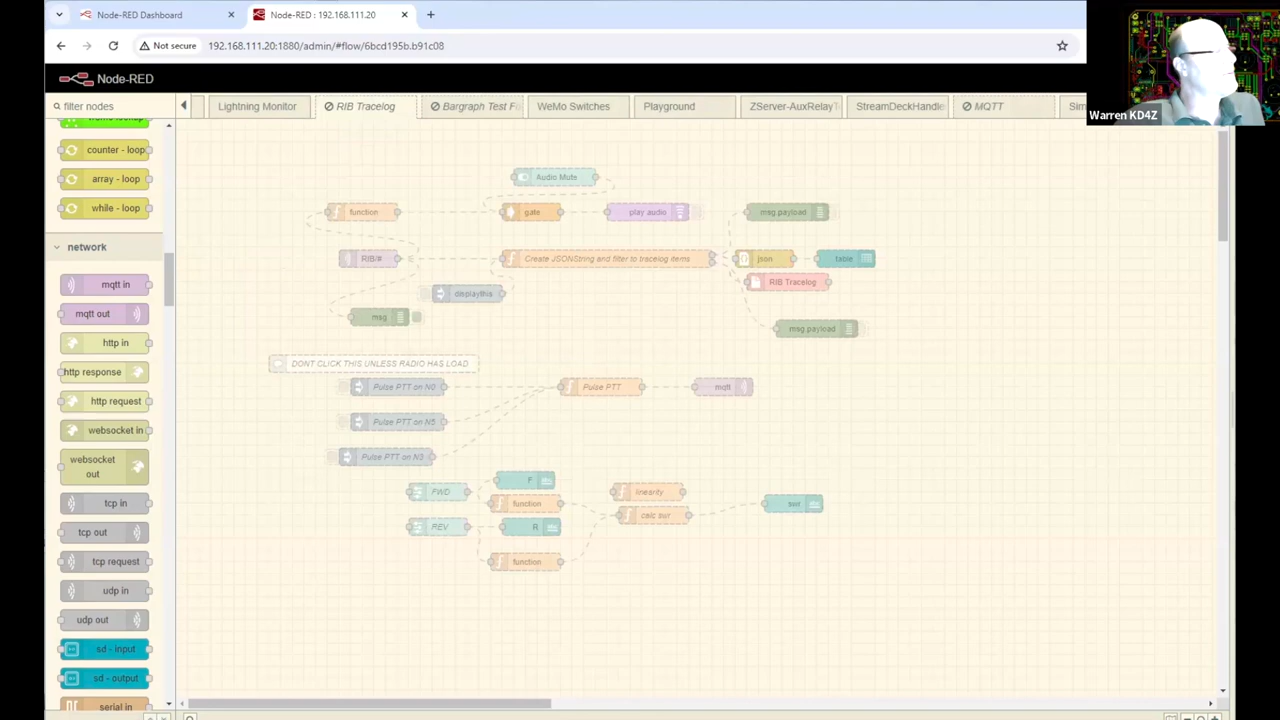 Node-RED Dashboard
Node-RED : 192.168.111.20
Not secure
192.168.111.20:1880/admin/#flow/6bcd195b.b91c08
Warren KD4Z
Node-RED
filter nodes
Lightning Monitor
RIB Tracelog
Bargraph Test F
WeMo Switches
Playground
ZServer-AuxRelayT
StreamDeckHandle
MQTT
Sim
counter - loop
array - loop
while - loop
network
mqtt in
mqtt out
http in
http response
http request
websocket in
websocket
out
tcp in
tcp out
tcp request
udp in
udp out
sd - input
sd - output
serial in
Audio Mute
function
gate
play audio
msg.payload
RIB/#
Create JSONString and filter to tracelog items
json
table
RIB Tracelog
displaythis
msg
msg.payload
DONT CLICK THIS UNLESS RADIO HAS LOAD
Pulse PTT on N0
Pulse PTT
mqtt
Pulse PTT on N5
Pulse PTT on N3
F
FWD
linearity
function
swr
calc swr
REV
R
function